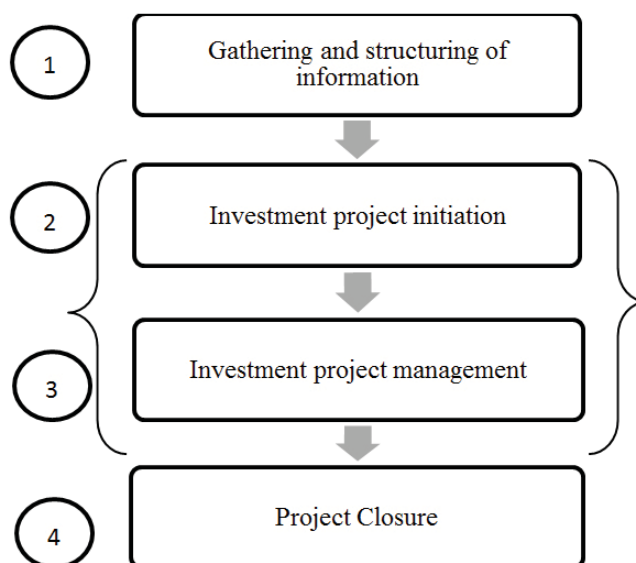 1
Gathering and structuring of
information
2
Investment project initiation
3
Investment project management
4
Project Closure